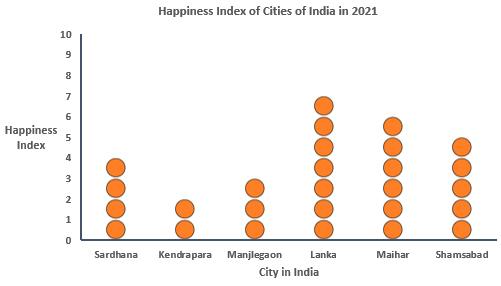 Happiness Index of Cities of India in 2021
10
9
8
7
6
5
4
3
2
1
0
Happiness
Index
Sardhana Kendrapara Manjlegaon Lanka Maihar Shamsabad
City in India